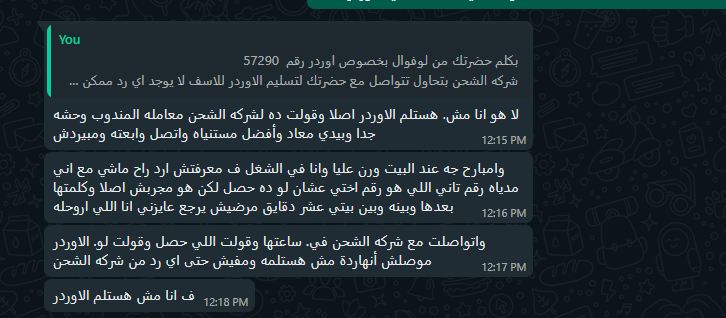 You
بكلم حضرتك من لوفوال بخصوص اوردر رقم 57290
شركه الشحن بتحاول تتواصل مع حضرتك لتسليم الاوردر للاسف لا يوجد اي رد ممكن ...
لا هو انا مش. هستلم الاوردر اصلا وقولت ده لشركه الشحن معامله المندوب وحشه
جدا وبيدي معاد وأفضل مستنياه واتصل وابعته ومبيردش
12:15 PM
وامبارح جه عند البيت ورن عليا وانا في الشغل ف معرفتش ارد راح ماشي مع اني
مدياه رقم تاني اللي هو رقم اختي عشان لو ده حصل لكن هو مجربش اصلا وكلمتها
بعدها وبينه وبين بيتي عشر دقايق مرضيش يرجع عايزني انا اللي اروحله
12:16 PM
واتواصلت مع شركه الشحن في. ساعتها وقولت اللي حصل وقولت لو. الاوردر
موصلش أنهاردة مش هستلمه ومفيش حتى اي رد من شركه الشحن
12:17 PM
ف انا مش هستلم الاوردر
12:18 PM